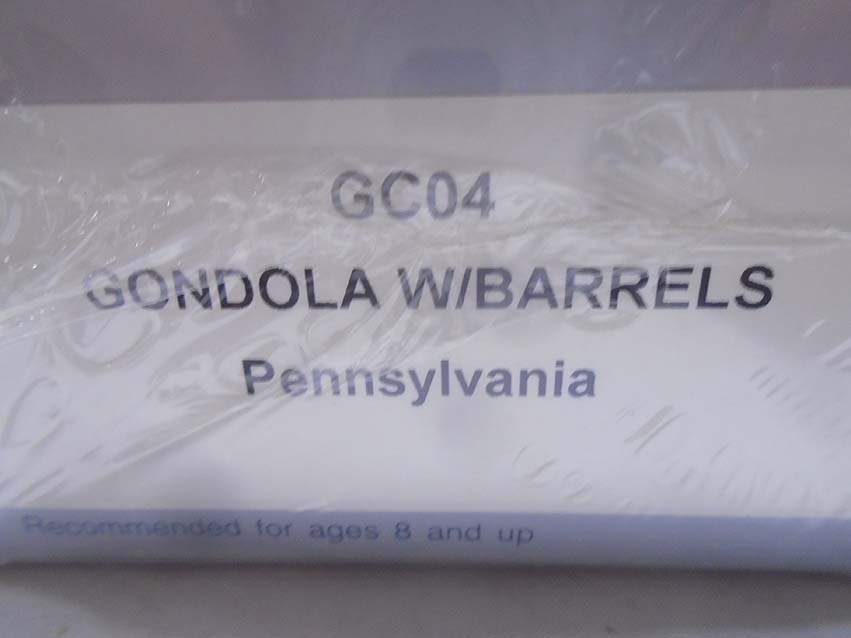 GC04
GONDOLA W/BARRELS
Pennsylvania
Recommended for ages 8 and up